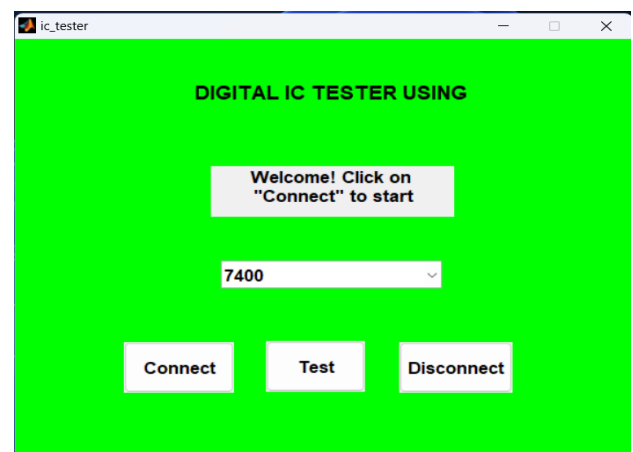 ic_tester
DIGITAL IC TESTER USING
Welcome! Click on
"Connect" to start
7400
Connect
Test
Disconnect